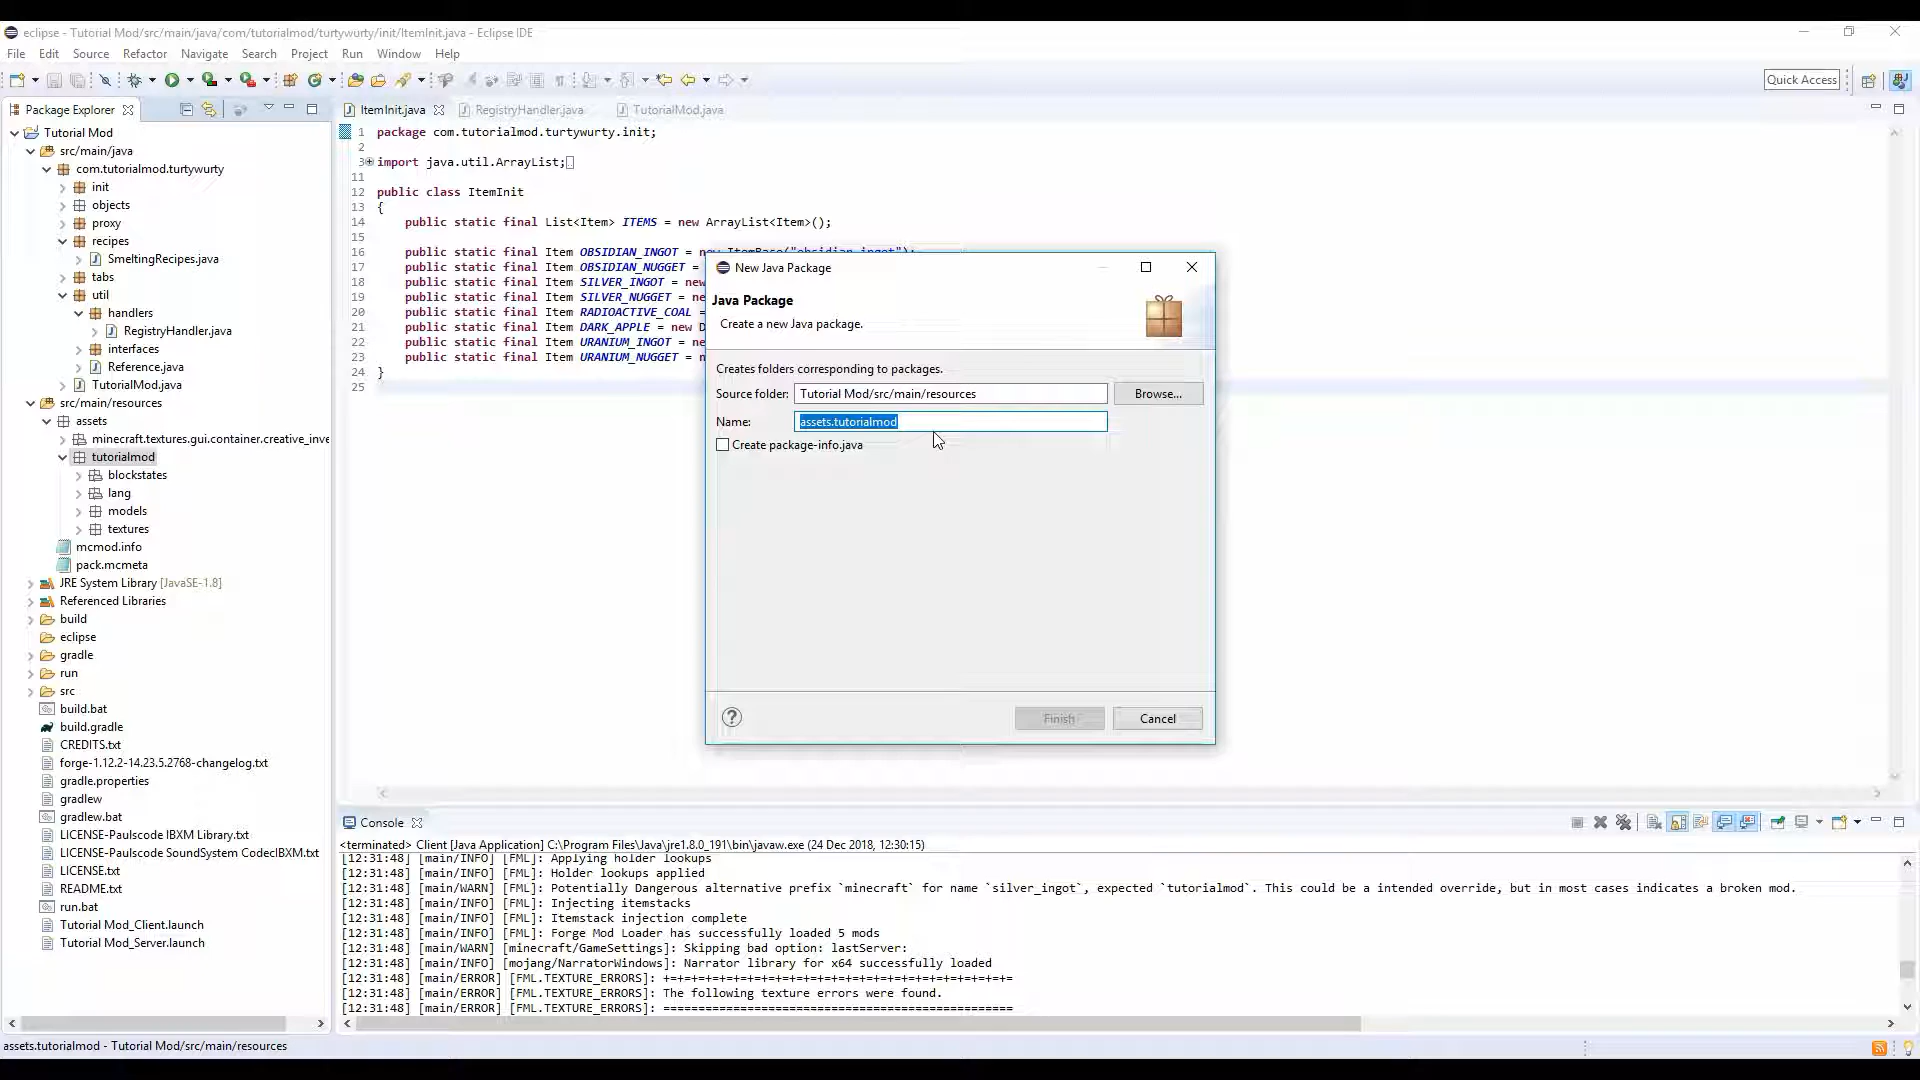 eclipse - Tutorial Mod/src/main/java/com/tutorialmod/turtywurty/init/ItemInit.java - Eclipse IDE
File Edit Source Refactor Navigate Search Project Run Window Help
Quick Access
Package Explorer
Tutorial Mod
src/main/java
com.tutorialmod.turtywurty
init
objects
proxy
recipes
SmeltingRecipes.java
tabs
util
handlers
RegistryHandler.java
interfaces
Reference.java
TutorialMod.java
src/main/resources
assets
minecraft.textures.gui.container.creative_inve
tutorialmod
blockstates
lang
models
textures
mcmod.info
pack.mcmeta
JRE System Library [JavaSE-1.8]
Referenced Libraries
build
eclipse
gradle
run
src
build.bat
build.gradle
CREDITS.txt
forge-1.12.2-14.23.5.2768-changelog.txt
gradle.properties
gradlew
gradlew.bat
LICENSE-Paulscode IBXM Library.txt
LICENSE-Paulscode SoundSystem CodecIBXM.txt
LICENSE.txt
README.txt
run.bat
Tutorial Mod_Client.launch
Tutorial Mod_Server.launch
ItemInit.java RegistryHandler.java TutorialMod.java
1 package com.tutorialmod.turtywurty.init;
2
3 import java.util.ArrayList;
11
12 public class ItemInit
13 {
14 public static final List<Item> ITEMS = new ArrayList<Item>();
15
16 public static final Item OBSIDIAN_INGOT = new ItemBase("obsidian_ingot");
17 public static final Item OBSIDIAN_NUGGET =
18 public static final Item SILVER_INGOT = new
19 public static final Item SILVER_NUGGET = ne
20 public static final Item RADIOACTIVE_COAL =
21 public static final Item DARK_APPLE = new D
22 public static final Item URANIUM_INGOT = ne
23 public static final Item URANIUM_NUGGET = n
24 }
25
New Java Package
Java Package
Create a new Java package.
Creates folders corresponding to packages.
Source folder: Tutorial Mod/src/main/resources Browse...
Name: assets.tutorialmod
Create package-info.java
? Finish Cancel
Console
<terminated> Client [Java Application] C:\Program Files\Java\jre1.8.0_191\bin\javaw.exe (24 Dec 2018, 12:30:15)
[12:31:48] [main/INFO] [FML]: Applying holder lookups
[12:31:48] [main/INFO] [FML]: Holder lookups applied
[12:31:48] [main/WARN] [FML]: Potentially Dangerous alternative prefix `minecraft` for name `silver_ingot`, expected `tutorialmod`. This could be a intended override, but in most cases indicates a broken mod.
[12:31:48] [main/INFO] [FML]: Injecting itemstacks
[12:31:48] [main/INFO] [FML]: Itemstack injection complete
[12:31:48] [main/INFO] [FML]: Forge Mod Loader has successfully loaded 5 mods
[12:31:48] [main/WARN] [minecraft/GameSettings]: Skipping bad option: lastServer:
[12:31:48] [main/INFO] [mojang/NarratorWindows]: Narrator library for x64 successfully loaded
[12:31:48] [main/ERROR] [FML.TEXTURE_ERRORS]: +=+=+=+=+=+=+=+=+=+=+=+=+=+=+=+=+=+=+=+=+=+=+=+=+=
[12:31:48] [main/ERROR] [FML.TEXTURE_ERRORS]: The following texture errors were found.
[12:31:48] [main/ERROR] [FML.TEXTURE_ERRORS]: ==================================================
assets.tutorialmod - Tutorial Mod/src/main/resources